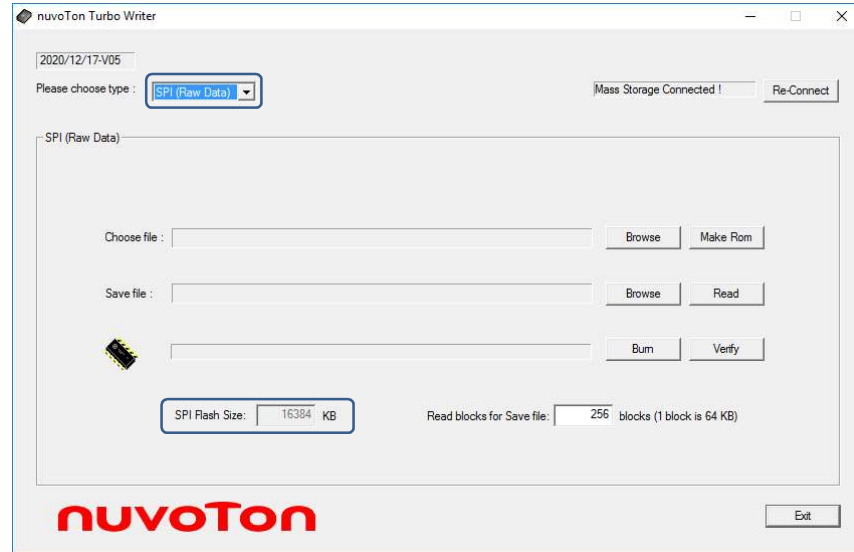 nuvoTon Turbo Writer
2020/12/17-V05
Please choose type : SPI (Raw Data) Mass Storage Connected ! Re-Connect
SPI (Raw Data)
Choose file : Browse Make Rom
Save file : Browse Read
Burn Verify
SPI Flash Size: 16384 KB Read blocks for Save file: 256 blocks (1 block is 64 KB)
nuvoTon Exit